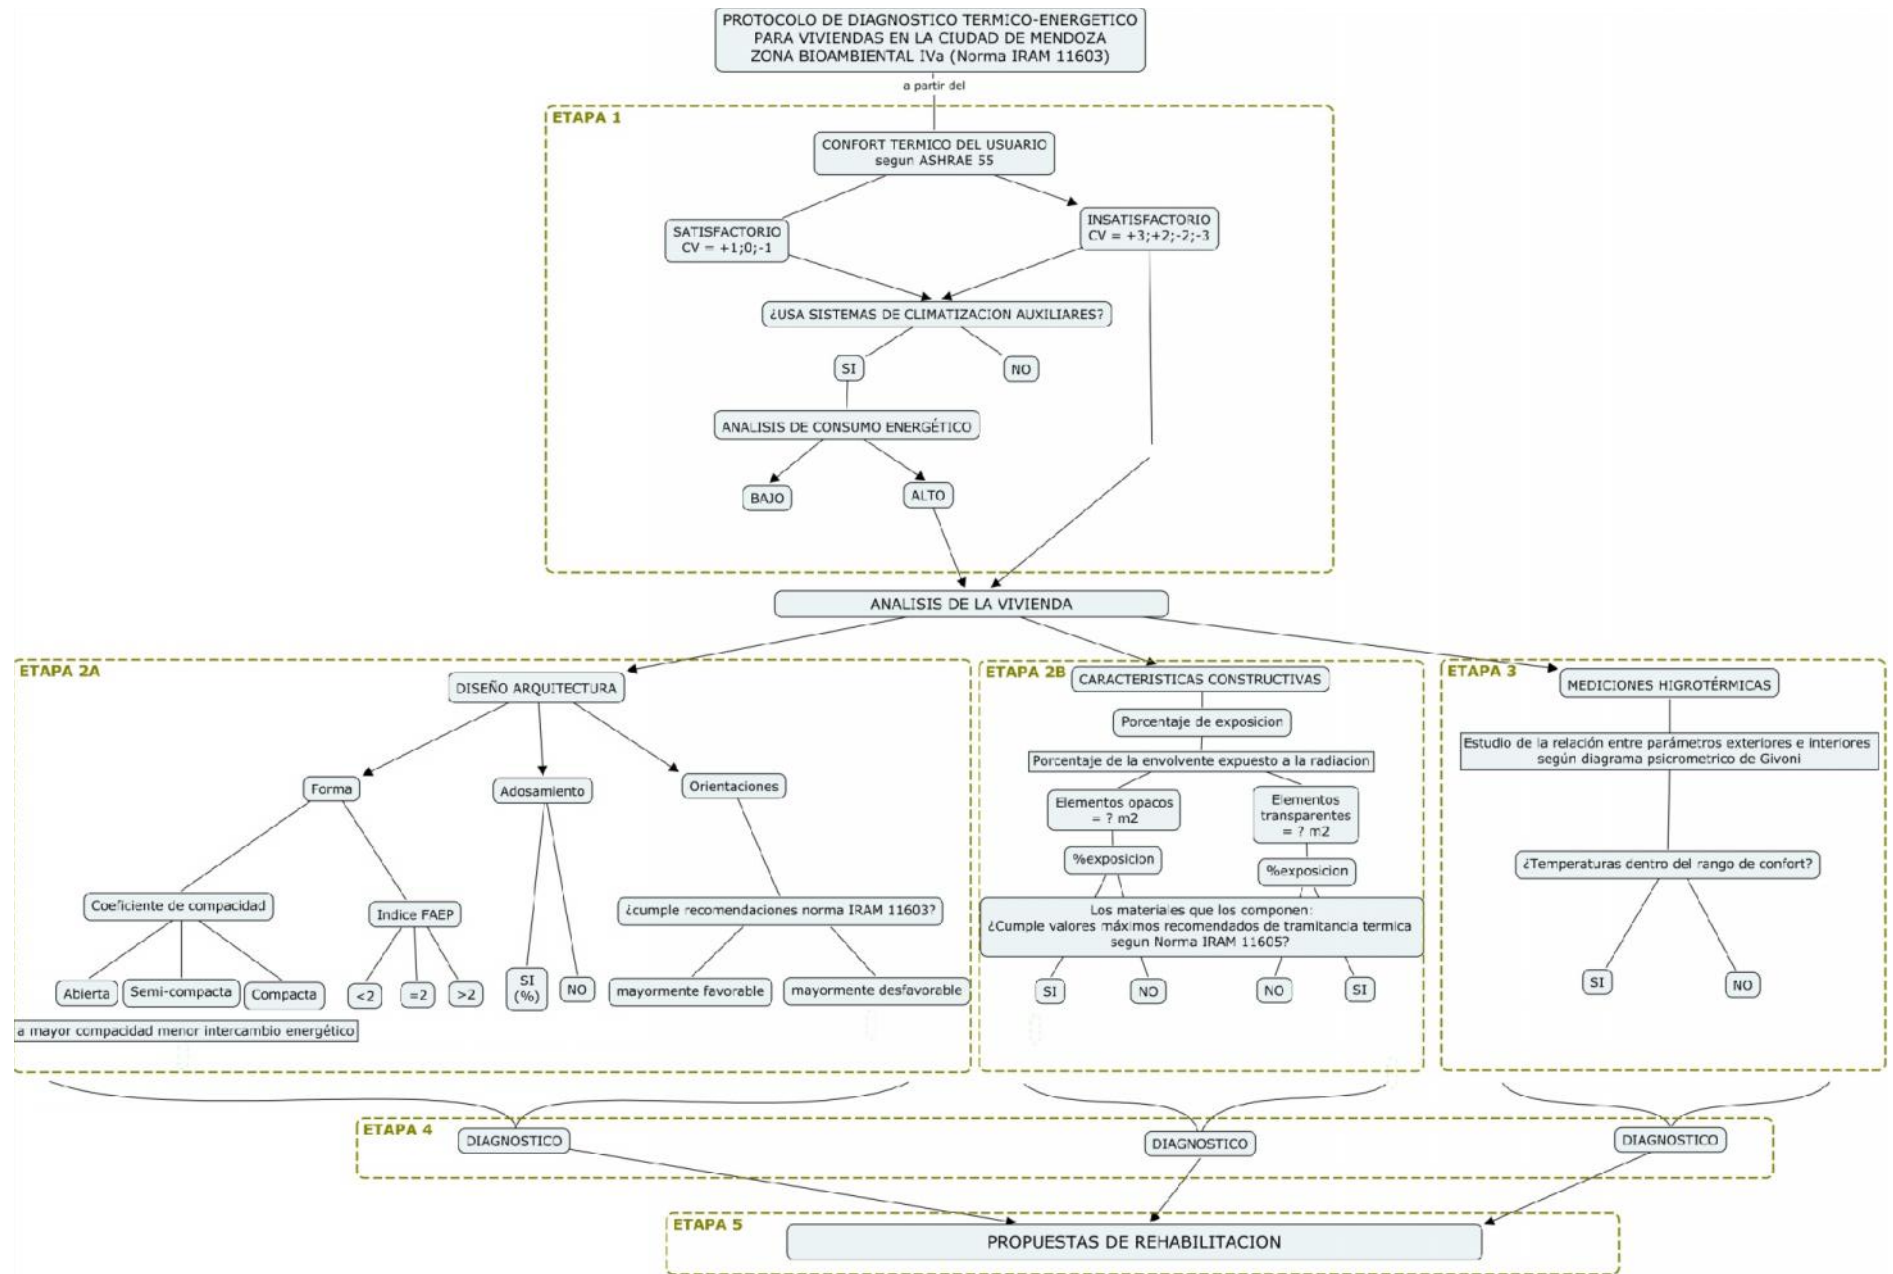 PROTOCOLO DE DIAGNOSTICO TERMICO-ENERGETICO
PARA VIVIENDAS EN LA CIUDAD DE MENDOZA
ZONA BIOAMBIENTAL IVa (Norma IRAM 11603)
a partir del
ETAPA 1
CONFORT TERMICO DEL USUARIO
segun ASHRAE 55
SATISFACTORIO
CV = +1;0;-1
INSATISFACTORIO
CV = +3;+2;-2;-3
¿USA SISTEMAS DE CLIMATIZACION AUXILIARES?
SI
NO
ANALISIS DE CONSUMO ENERGÉTICO
BAJO
ALTO
ANALISIS DE LA VIVIENDA
ETAPA 2A
DISEÑO ARQUITECTURA
Forma
Adosamiento
Orientaciones
Coeficiente de compacidad
Indice FAEP
¿cumple recomendaciones norma IRAM 11603?
Abierta
Semi-compacta
Compacta
<2
=2
>2
SI
(%)
NO
mayormente favorable
mayormente desfavorable
a mayor compacidad menor intercambio energético
ETAPA 2B
CARACTERISTICAS CONSTRUCTIVAS
Porcentaje de exposicion
Porcentaje de la envolvente expuesto a la radiacion
Elementos opacos
= ? m2
Elementos
transparentes
= ? m2
%exposicion
%exposicion
Los materiales que los componen:
¿Cumple valores máximos recomendados de tramitancia termica
segun Norma IRAM 11605?
SI
NO
NO
SI
ETAPA 3
MEDICIONES HIGROTÉRMICAS
Estudio de la relación entre parámetros exteriores e interiores
según diagrama psicrometrico de Givoni
¿Temperaturas dentro del rango de confort?
SI
NO
ETAPA 4
DIAGNOSTICO
DIAGNOSTICO
DIAGNOSTICO
ETAPA 5
PROPUESTAS DE REHABILITACION